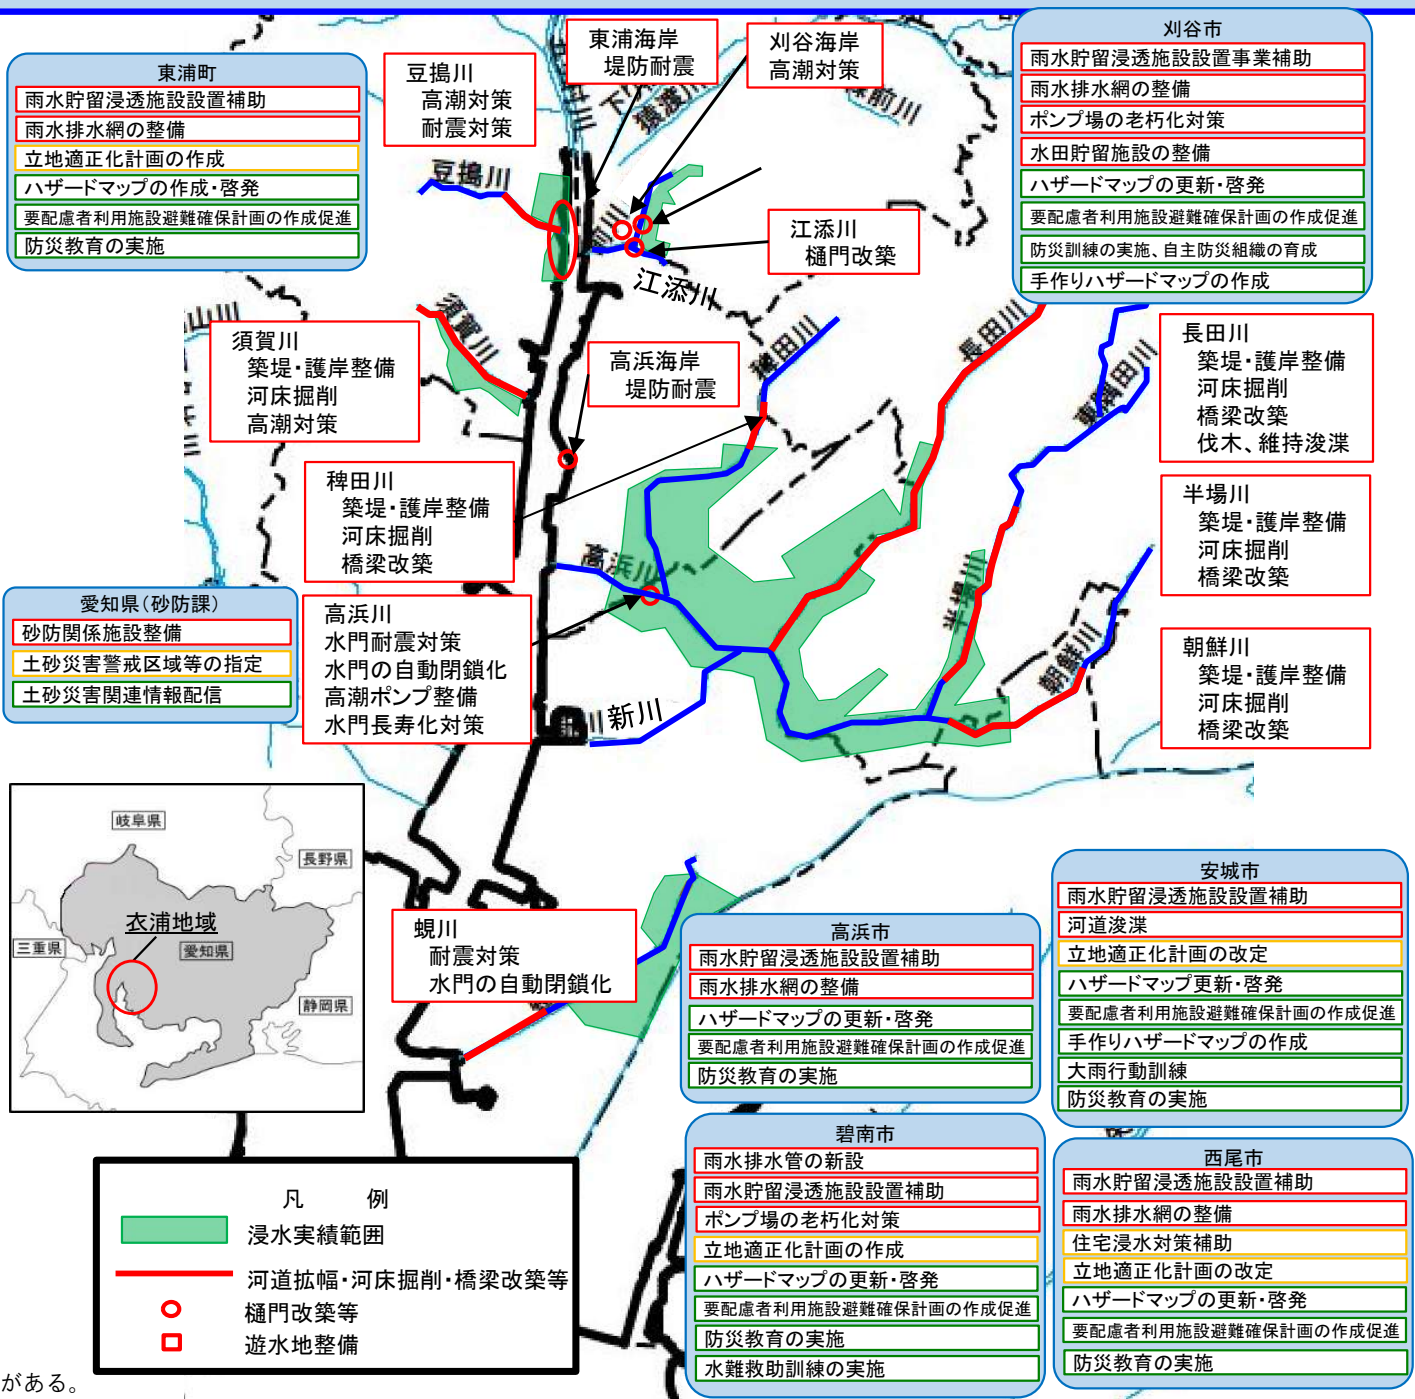 東浦町
雨水貯留浸透施設設置補助
雨水排水網の整備
立地適正化計画の作成
ハザードマップの作成・啓発
要配慮者利用施設避難確保計画の作成促進
防災教育の実施
豆搗川
高潮対策
耐震対策
東浦海岸
堤防耐震
刈谷海岸
高潮対策
刈谷市
雨水貯留浸透施設設置事業補助
雨水排水網の整備
ポンプ場の老朽化対策
水田貯留施設の整備
ハザードマップの更新・啓発
要配慮者利用施設避難確保計画の作成促進
防災訓練の実施、自主防災組織の育成
手作りハザードマップの作成
猿渡川
前川
豆搗川
江添川
樋門改築
江添川
須賀川
山川
須賀川
築堤・護岸整備
河床掘削
高潮対策
高浜海岸
堤防耐震
稗田川
長田川
長田川
築堤・護岸整備
河床掘削
橋梁改築
伐木、維持浚渫
稗田川
築堤・護岸整備
河床掘削
橋梁改築
半場川
築堤・護岸整備
河床掘削
橋梁改築
高浜川
半場川
朝鮮川
愛知県（砂防課）
砂防関係施設整備
土砂災害警戒区域等の指定
土砂災害関連情報配信
高浜川
水門耐震対策
水門の自動閉鎖化
高潮ポンプ整備
水門長寿化対策
朝鮮川
築堤・護岸整備
河床掘削
橋梁改築
新川
岐阜県
長野県
三重県
衣浦地域
愛知県
静岡県
蜆川
耐震対策
水門の自動閉鎖化
高浜市
雨水貯留浸透施設設置補助
雨水排水網の整備
ハザードマップの更新・啓発
要配慮者利用施設避難確保計画の作成促進
防災教育の実施
安城市
雨水貯留浸透施設設置補助
河道浚渫
立地適正化計画の改定
ハザードマップ更新・啓発
要配慮者利用施設避難確保計画の作成促進
手作りハザードマップの作成
大雨行動訓練
防災教育の実施
碧南市
雨水排水管の新設
雨水貯留浸透施設設置補助
ポンプ場の老朽化対策
立地適正化計画の作成
ハザードマップの更新・啓発
要配慮者利用施設避難確保計画の作成促進
防災教育の実施
水難救助訓練の実施
西尾市
雨水貯留浸透施設設置補助
雨水排水網の整備
住宅浸水対策補助
立地適正化計画の改定
ハザードマップの更新・啓発
要配慮者利用施設避難確保計画の作成促進
防災教育の実施
凡　例
浸水実績範囲
河道拡幅・河床掘削・橋梁改築等
樋門改築等
遊水地整備
がある。